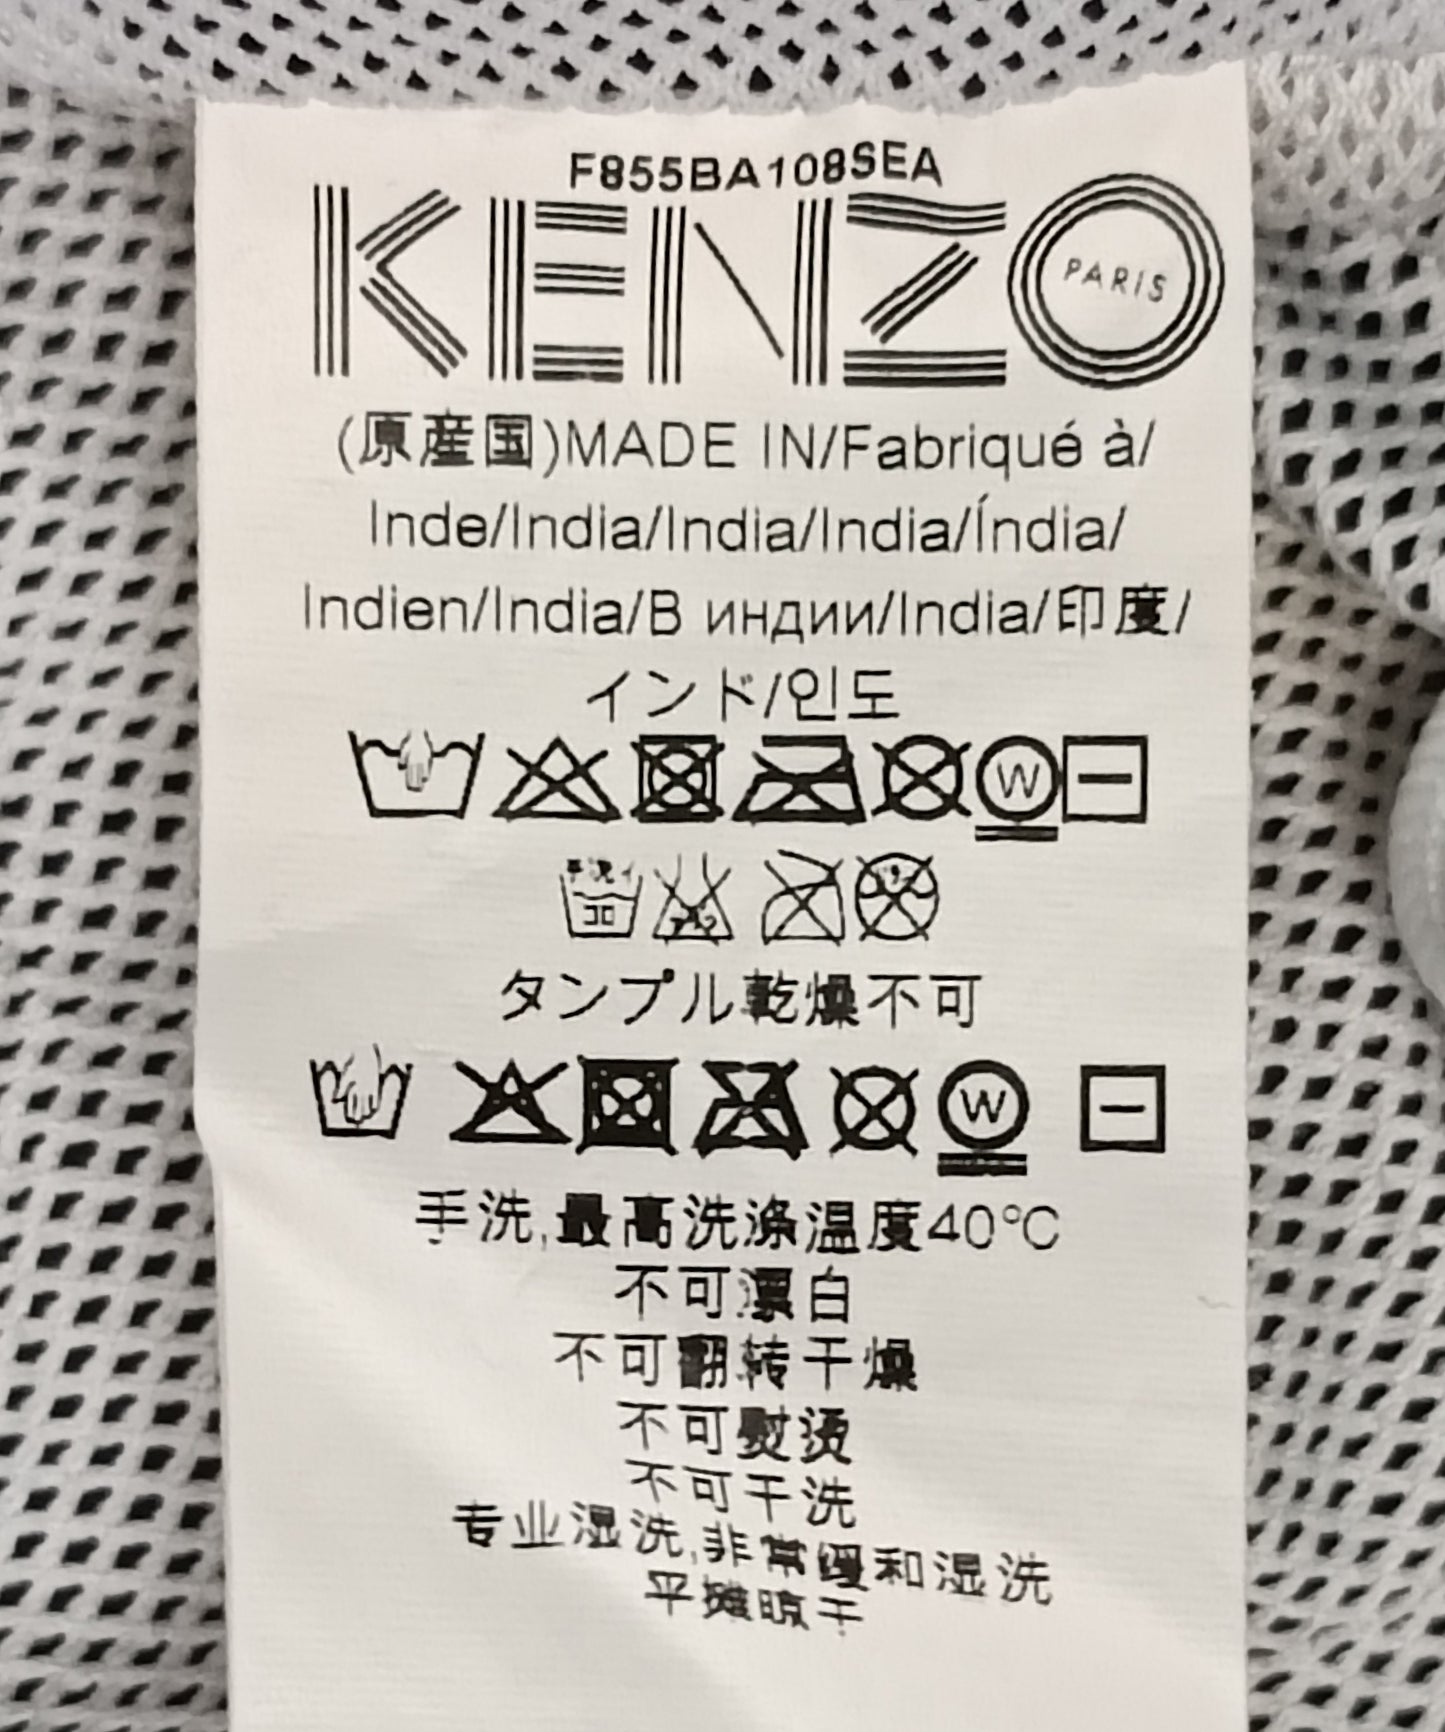 F855BA108SEA
KENZO
PARIS
(原産国)MADE IN/Fabriqué à/
Inde/India/India/India/Índia/
Indien/India/В индии/India/印度/
インド/인도
W
手洗イ
タンブル乾燥不可
W
手洗,最高洗涤温度40°C
不可漂白
不可翻转干燥
不可熨烫
不可干洗
专业湿洗,非常缓和湿洗
平摊晾干